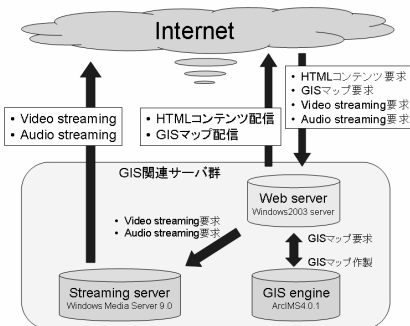 Internet
• HTMLコンテンツ要求
• GISマップ要求
• Video streaming要求
• Audio streaming要求
• Video streaming
• Audio streaming
• HTMLコンテンツ配信
• GISマップ配信
GIS関連サーバ群
Web server
Windows2003 server
• Video streaming要求
• Audio streaming要求
GISマップ要求
GISマップ作製
Streaming server
Windows Media Server 9.0
GIS engine
ArcIMS4.0.1